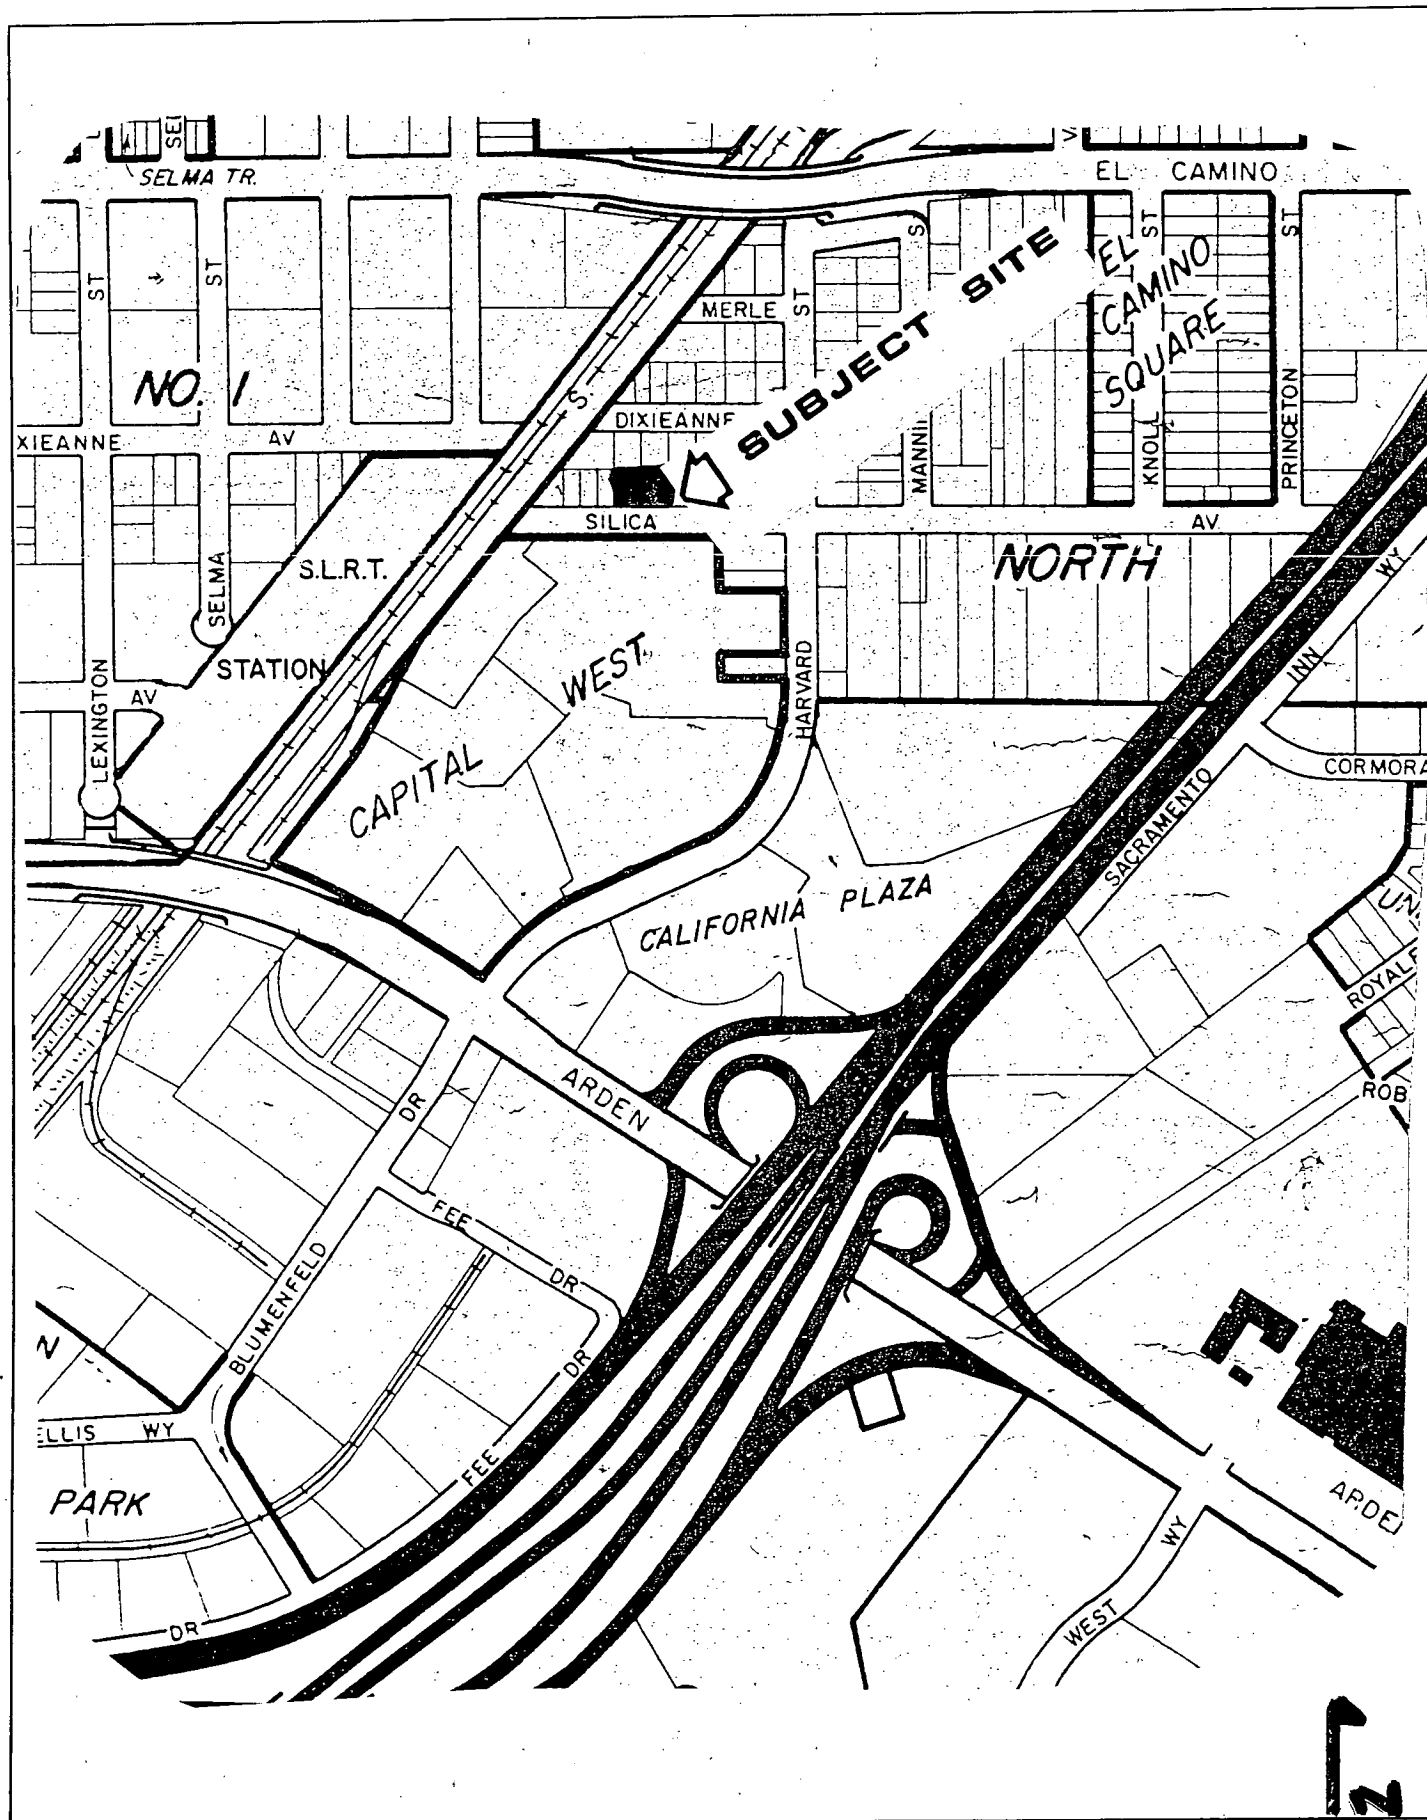 EL CAMINO
SELMA TR.
ST
ST
ST
ST
SUBJECT SITE
EL
CAMINO
SQUARE
MERLE
ST
NO. 1
S.
DIXIEANNE
XIEANNE
AV
KNOLL
PRINCETON
SILICA
AV
NORTH
S.L.R.T.
STATION
SELMA
LEXINGTON
AV
WEST
CAPITAL
HARVARD
WY
INN
SACRAMENTO
CORMORA
CALIFORNIA PLAZA
UN
ROYALE
ROB
ARDEN
DR
FEE
DR
DR
BLUMENFELD
N
ELLIS WY
FEE
PARK
DR
ARDE
WY
WEST
N